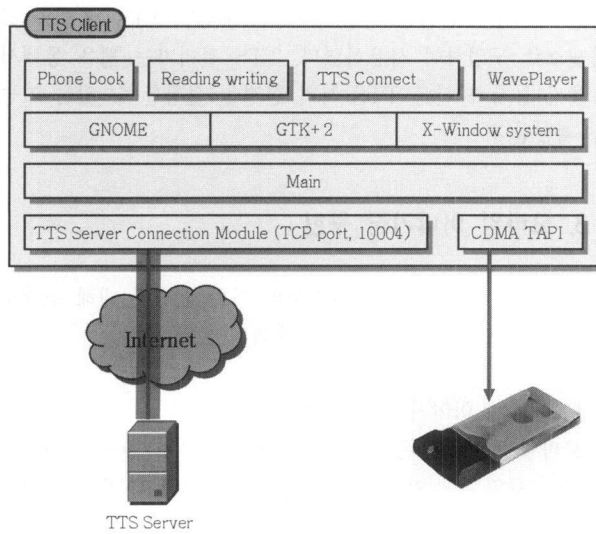 TTS Client
Phone book
Reading writing
TTS Connect
WavePlayer
GNOME
GTK+2
X-Window system
Main
TTS Server Connection Module (TCP port, 10004)
CDMA TAPI
Internet
TTS Server